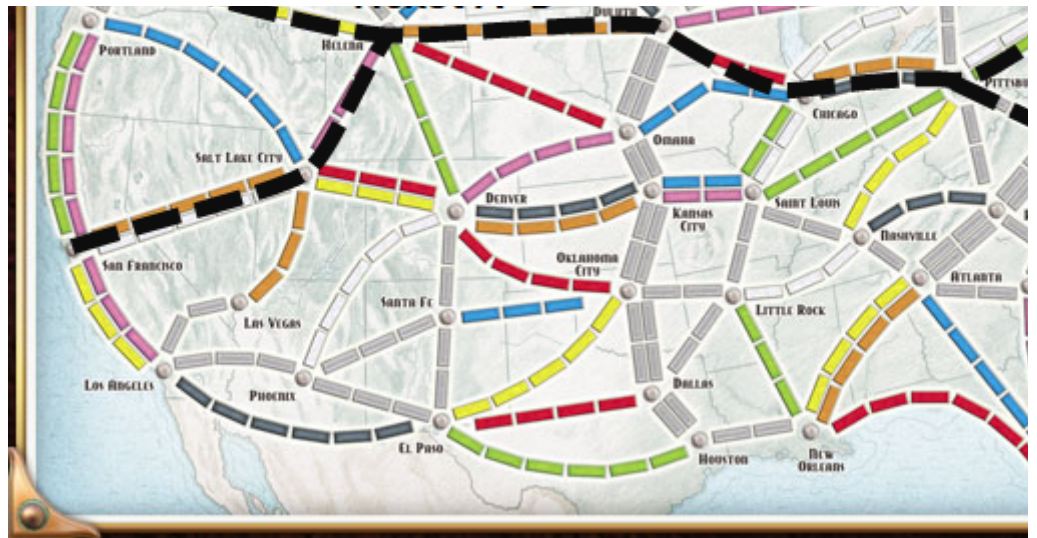 Duluth
Helena
Portland
Chicago
Omaha
Salt Lake City
Denver
Kansas
City
Saint Louis
Nashville
Oklahoma
City
San Francisco
Atlanta
Las Vegas
Santa Fe
Little Rock
Los Angeles
Phoenix
Dallas
El Paso
Houston
New
Orleans